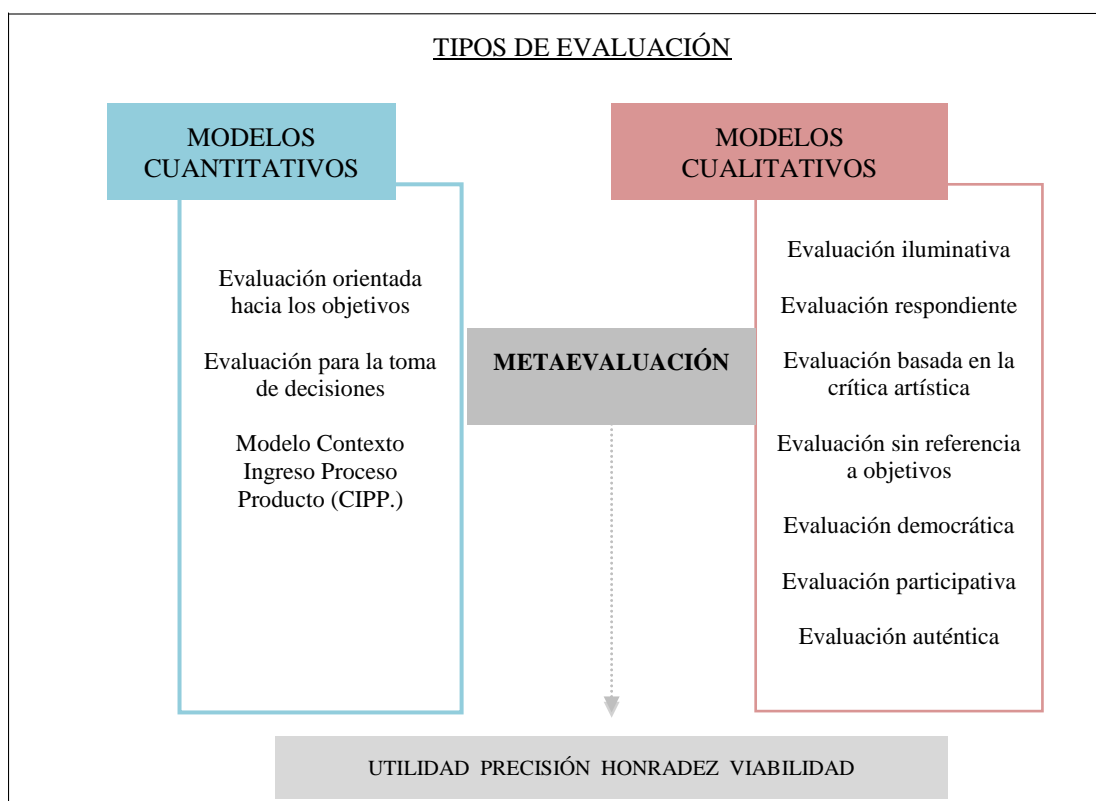 TIPOS DE EVALUACIÓN
MODELOS
CUANTITATIVOS
Evaluación orientada
hacia los objetivos
Evaluación para la toma
de decisiones
Modelo Contexto
Ingreso Proceso
Producto (CIPP.)
METAEVALUACIÓN
MODELOS
CUALITATIVOS
Evaluación iluminativa
Evaluación respondiente
Evaluación basada en la
crítica artística
Evaluación sin referencia
a objetivos
Evaluación democrática
Evaluación participativa
Evaluación auténtica
UTILIDAD PRECISIÓN HONRADEZ VIABILIDAD